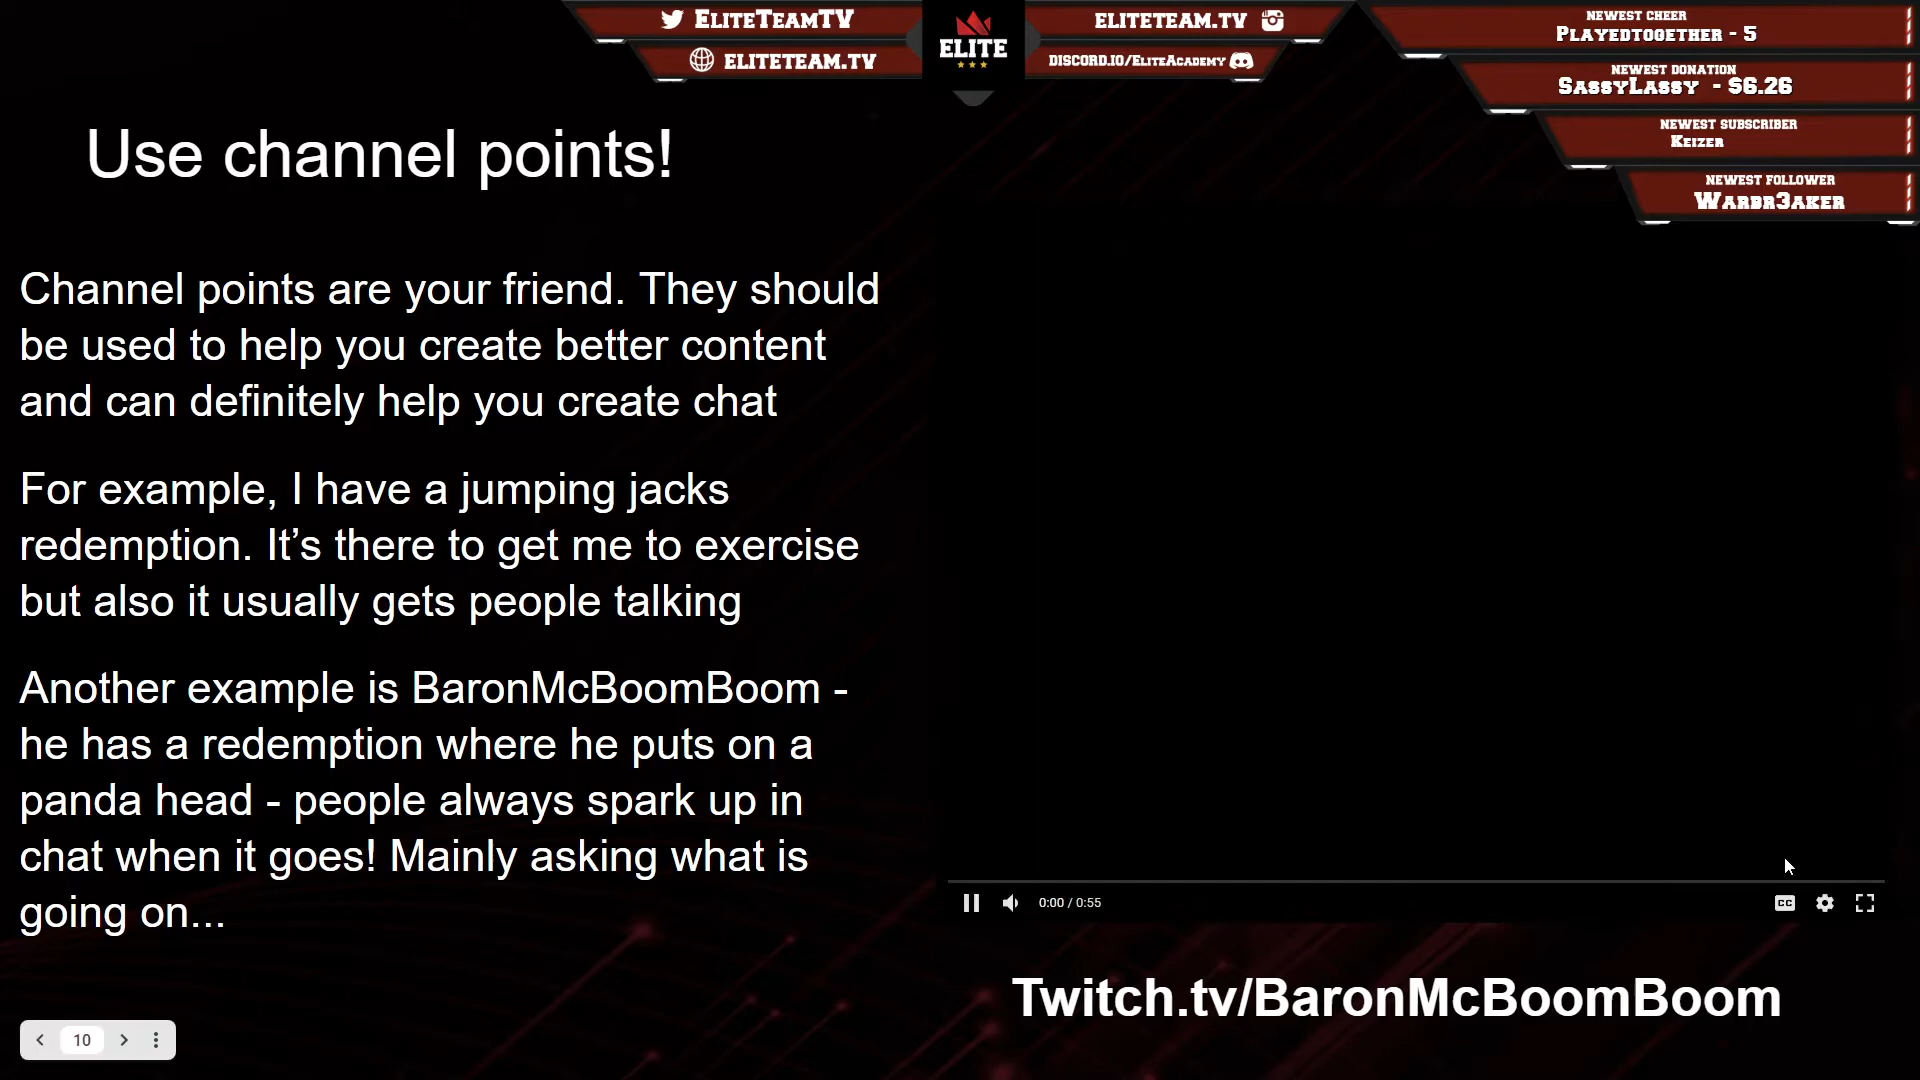 EliteTeamTV
eliteteam.tv
ELITE
eliteteam.tv
discord.io/EliteAcademy
Newest Cheer
Playedtogether - 5
Newest Donation
SassyLassy - $6.26
Newest Subscriber
Keizer
Newest Follower
Warbr3aker
Use channel points!
Channel points are your friend. They should
be used to help you create better content
and can definitely help you create chat
For example, I have a jumping jacks
redemption. It’s there to get me to exercise
but also it usually gets people talking
Another example is BaronMcBoomBoom -
he has a redemption where he puts on a
panda head - people always spark up in
chat when it goes! Mainly asking what is
going on...
0:00 / 0:55
CC
Twitch.tv/BaronMcBoomBoom
10